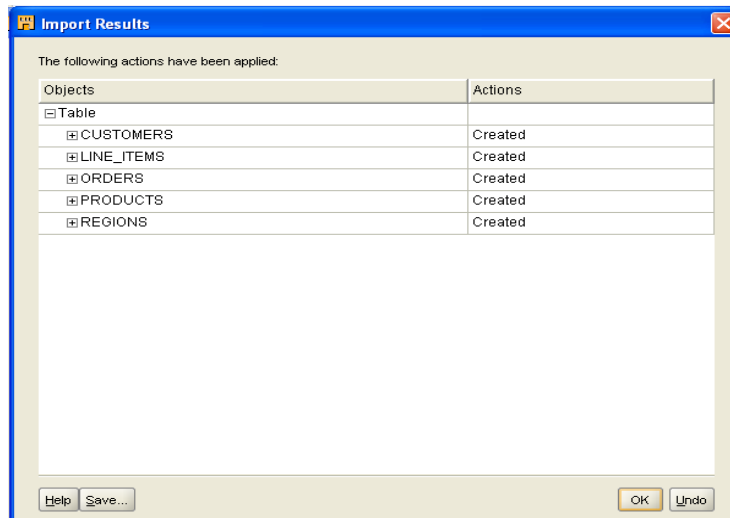 Import Results
The following actions have been applied:
Objects Actions
Table
CUSTOMERS Created
LINE_ITEMS Created
ORDERS Created
PRODUCTS Created
REGIONS Created
Help Save... OK Undo